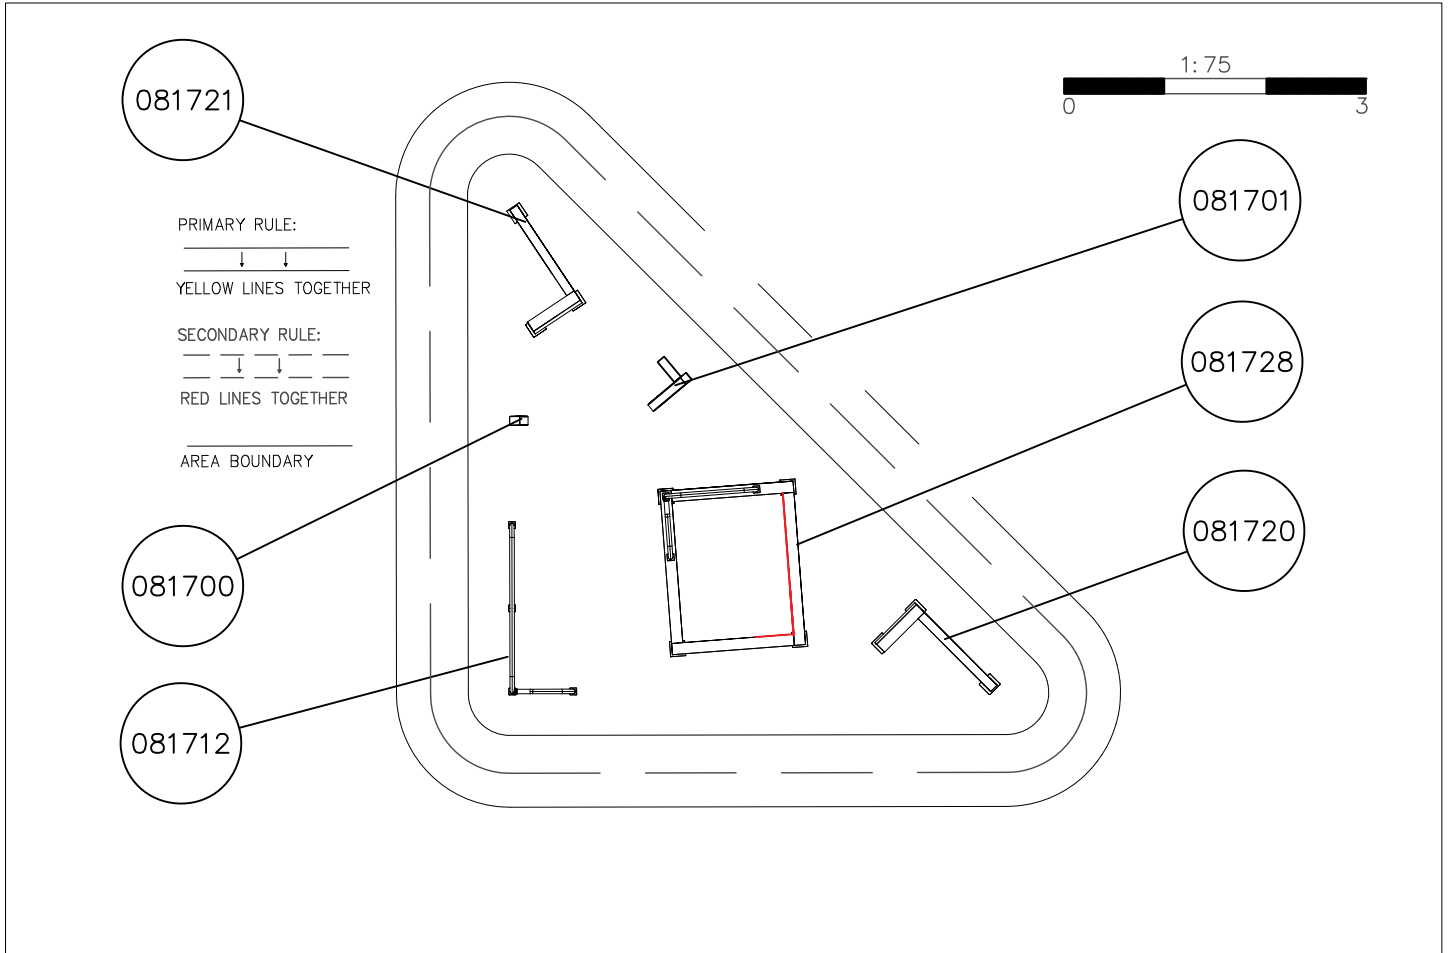 081721
1:75
0 3
081701
PRIMARY RULE:
YELLOW LINES TOGETHER
SECONDARY RULE:
RED LINES TOGETHER
AREA BOUNDARY
081728
081720
081700
081712